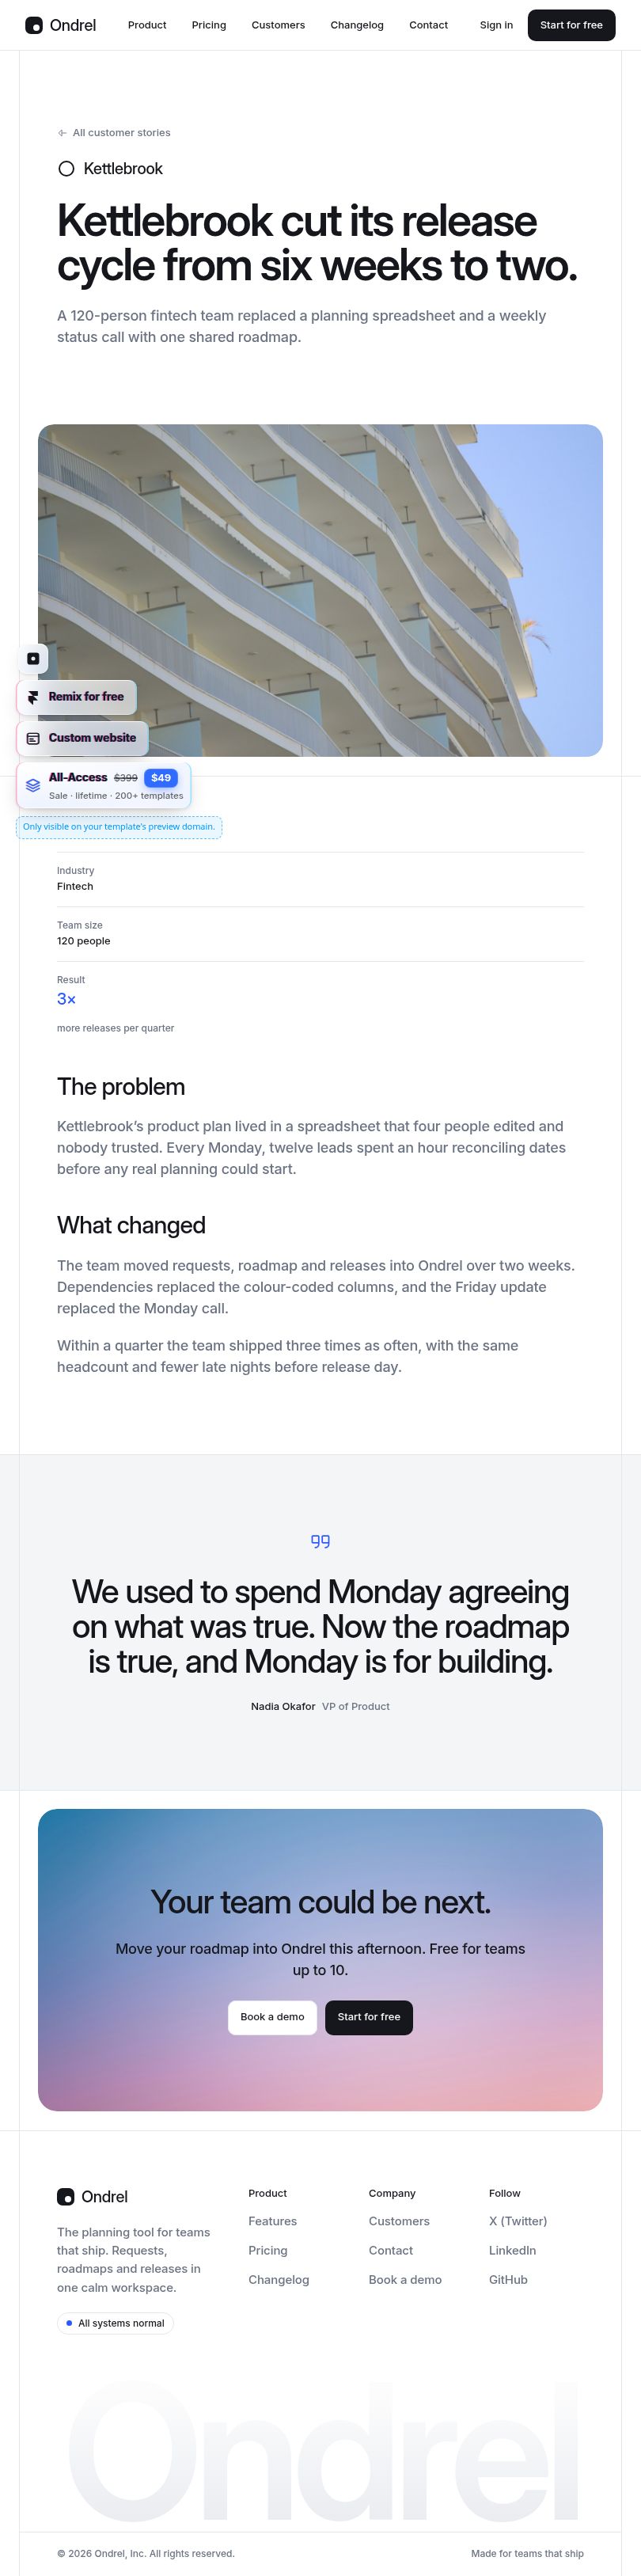 Ondrel Product Pricing Customers Changelog Contact Sign in Start for free
All customer stories
Kettlebrook
Kettlebrook cut its release
cycle from six weeks to two.
A 120-person fintech team replaced a planning spreadsheet and a weekly
status call with one shared roadmap.
Remix for free
Custom website
All-Access $399 $49
Sale · lifetime · 200+ templates
Only visible on your template's preview domain.
Industry
Fintech
Team size
120 people
Result
3×
more releases per quarter
The problem
Kettlebrook’s product plan lived in a spreadsheet that four people edited and
nobody trusted. Every Monday, twelve leads spent an hour reconciling dates
before any real planning could start.
What changed
The team moved requests, roadmap and releases into Ondrel over two weeks.
Dependencies replaced the colour-coded columns, and the Friday update
replaced the Monday call.
Within a quarter the team shipped three times as often, with the same
headcount and fewer late nights before release day.
We used to spend Monday agreeing
on what was true. Now the roadmap
is true, and Monday is for building.
Nadia Okafor VP of Product
Your team could be next.
Move your roadmap into Ondrel this afternoon. Free for teams
up to 10.
Book a demo Start for free
Ondrel
The planning tool for teams
that ship. Requests,
roadmaps and releases in
one calm workspace.
All systems normal
Product
Features
Pricing
Changelog
Company
Customers
Contact
Book a demo
Follow
X (Twitter)
LinkedIn
GitHub
Ondrel
© 2026 Ondrel, Inc. All rights reserved. Made for teams that ship